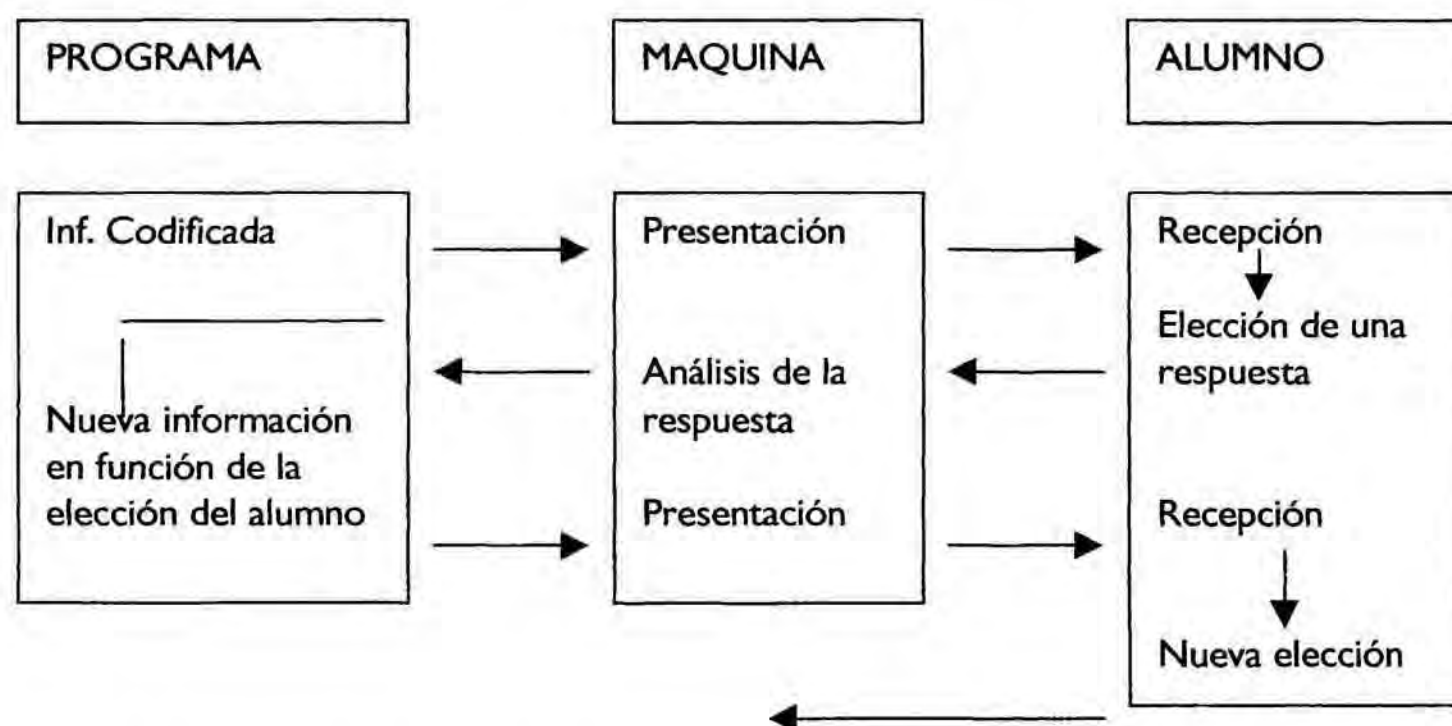 PROGRAMA
MAQUINA
ALUMNO
Inf. Codificada
Nueva información
en función de la
elección del alumno
Presentación
Análisis de la
respuesta
Presentación
Recepción
Elección de una
respuesta
Recepción
Nueva elección